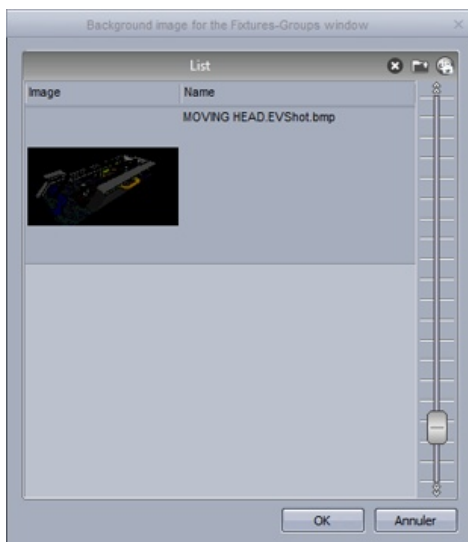 Background image for the Fixtures-Groups window
List
Image Name
MOVING HEAD.EVShot.bmp
OK Annuler